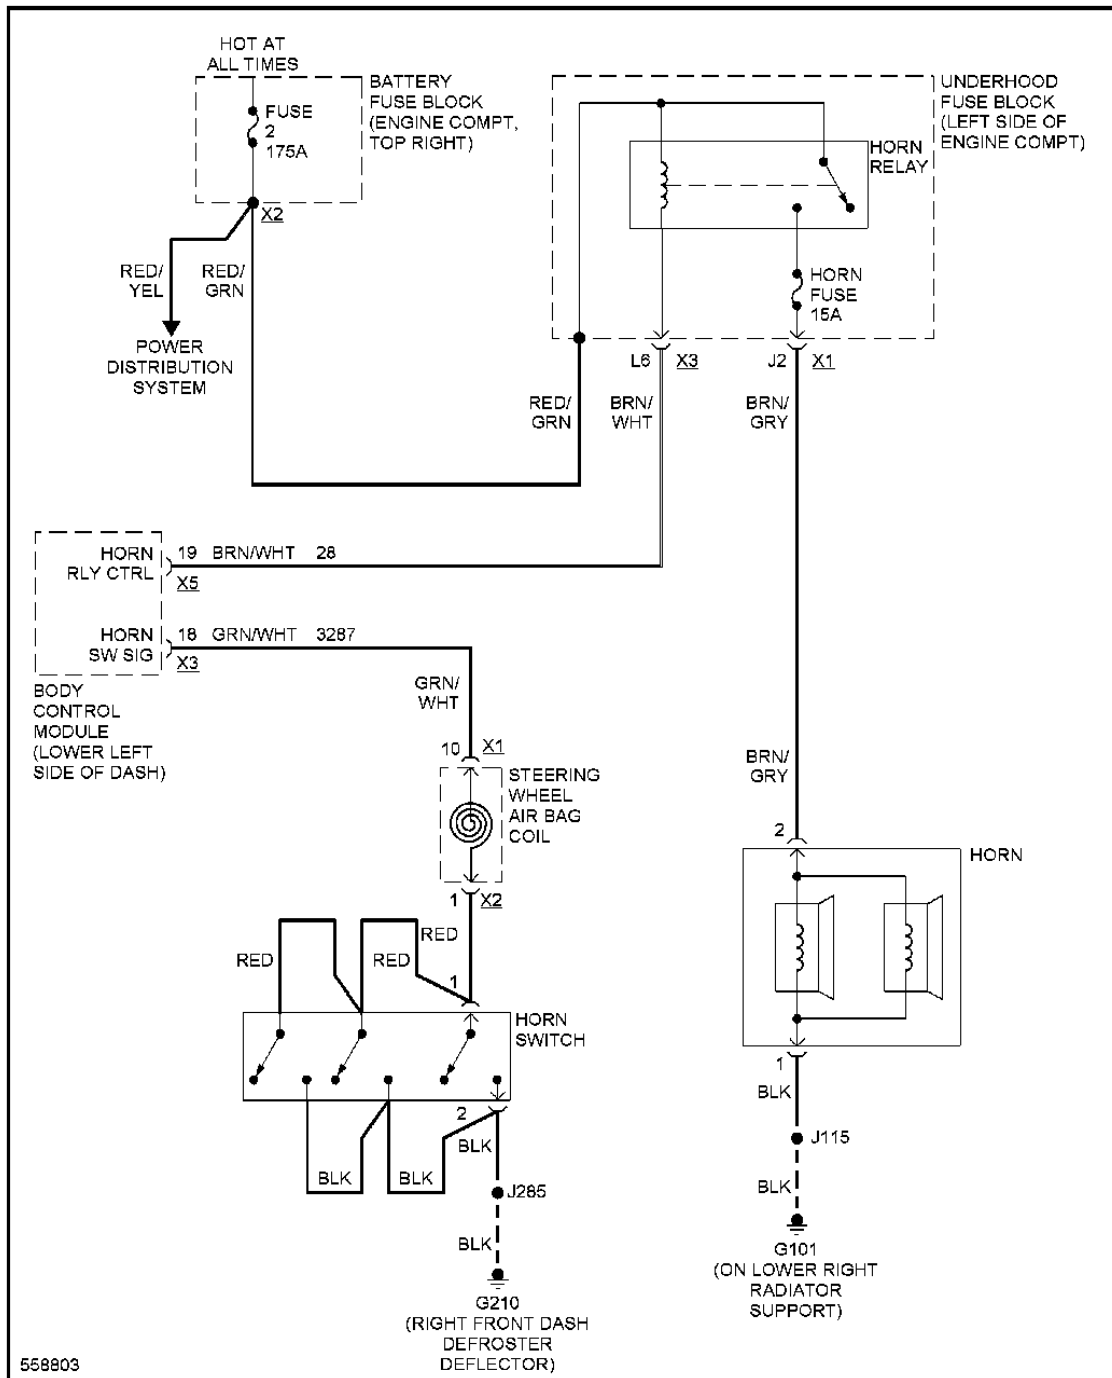 HOT AT
ALL TIMES
FUSE
2
175A
BATTERY
FUSE BLOCK
(ENGINE COMPT,
TOP RIGHT)
X2
RED/
YEL
RED/
GRN
POWER
DISTRIBUTION
SYSTEM
UNDERHOOD
FUSE BLOCK
(LEFT SIDE OF
ENGINE COMPT)
HORN
RELAY
HORN
FUSE
15A
L6 X3
J2 X1
RED/
GRN
BRN/
WHT
BRN/
GRY
HORN
RLY CTRL
19 BRN/WHT 28
X5
HORN
SW SIG
18 GRN/WHT 3287
X3
BODY
CONTROL
MODULE
(LOWER LEFT
SIDE OF DASH)
GRN/
WHT
10 X1
STEERING
WHEEL
AIR BAG
COIL
1 X2
BRN/
GRY
2
HORN
RED
RED
RED
1
HORN
SWITCH
2
BLK
BLK
BLK
J285
BLK
G210
(RIGHT FRONT DASH
DEFROSTER
DEFLECTOR)
1
BLK
J115
BLK
G101
(ON LOWER RIGHT
RADIATOR
SUPPORT)
558803